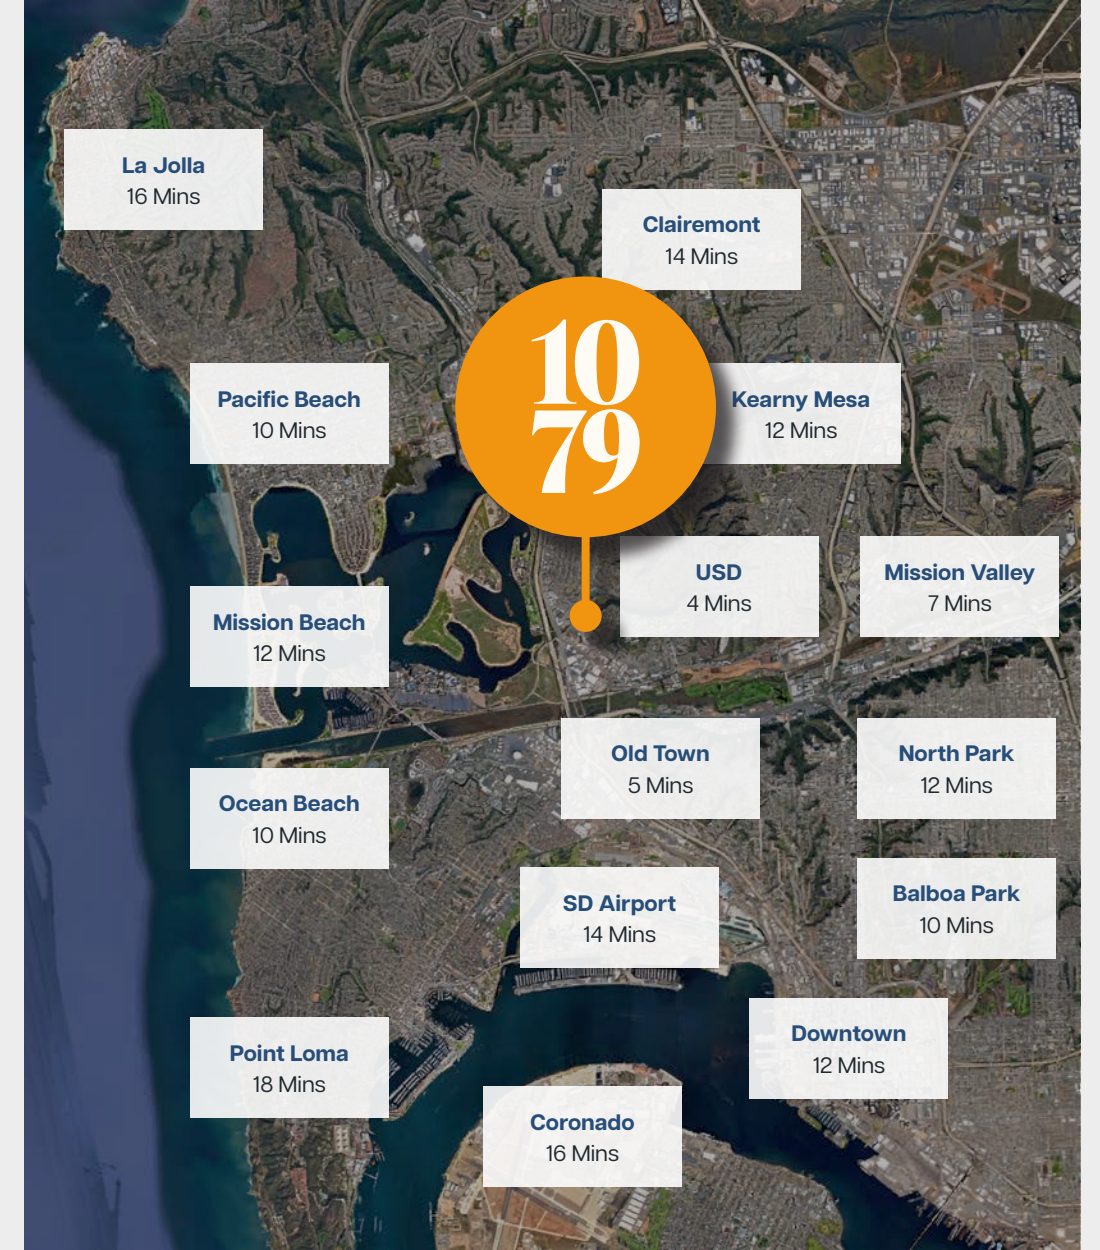 La Jolla
16 Mins
Clairemont
14 Mins
10
79
Pacific Beach
10 Mins
Kearny Mesa
12 Mins
USD
4 Mins
Mission Valley
7 Mins
Mission Beach
12 Mins
Old Town
5 Mins
North Park
12 Mins
Ocean Beach
10 Mins
SD Airport
14 Mins
Balboa Park
10 Mins
Downtown
12 Mins
Point Loma
18 Mins
Coronado
16 Mins